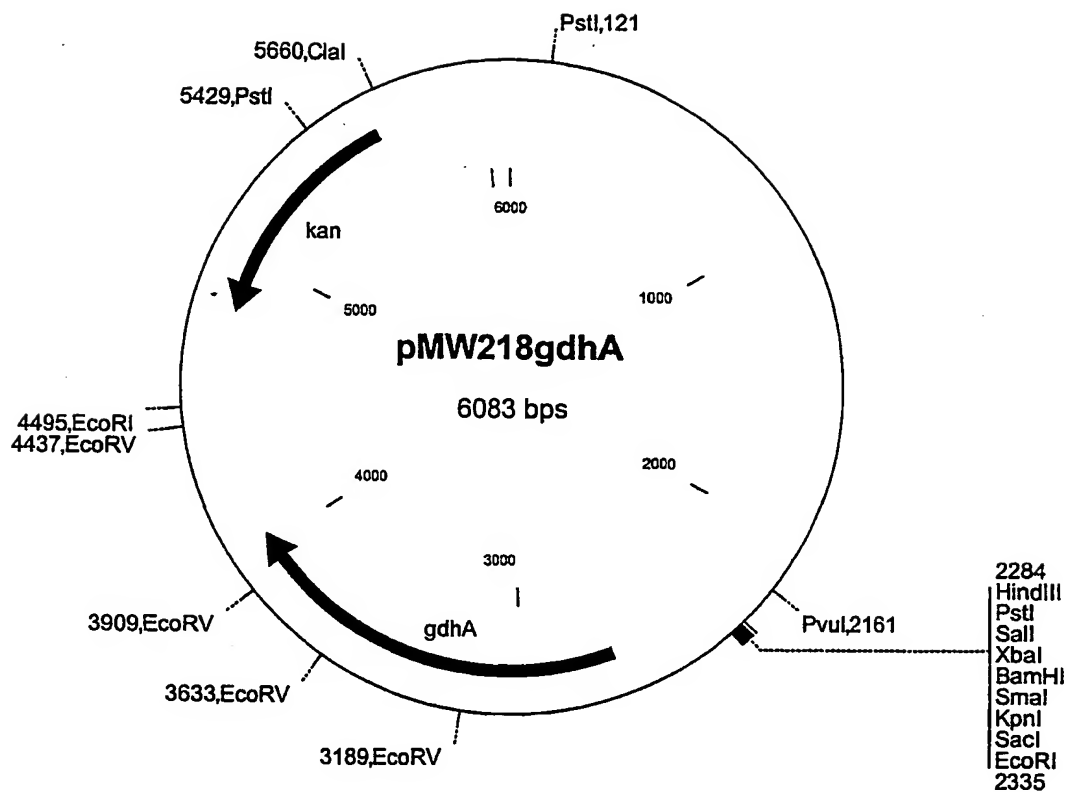 PstI,121
5660,ClaI
5429,PstI
6000
kan
1000
5000
pMW218gdhA
6083 bps
4495,EcoRI
4437,EcoRV
4000
2000
3000
2284
HindIII
PstI
SalI
XbaI
BamHI
SmaI
KpnI
SacI
EcoRI
2335
PvuI,2161
3909,EcoRV
gdhA
3633,EcoRV
3189,EcoRV